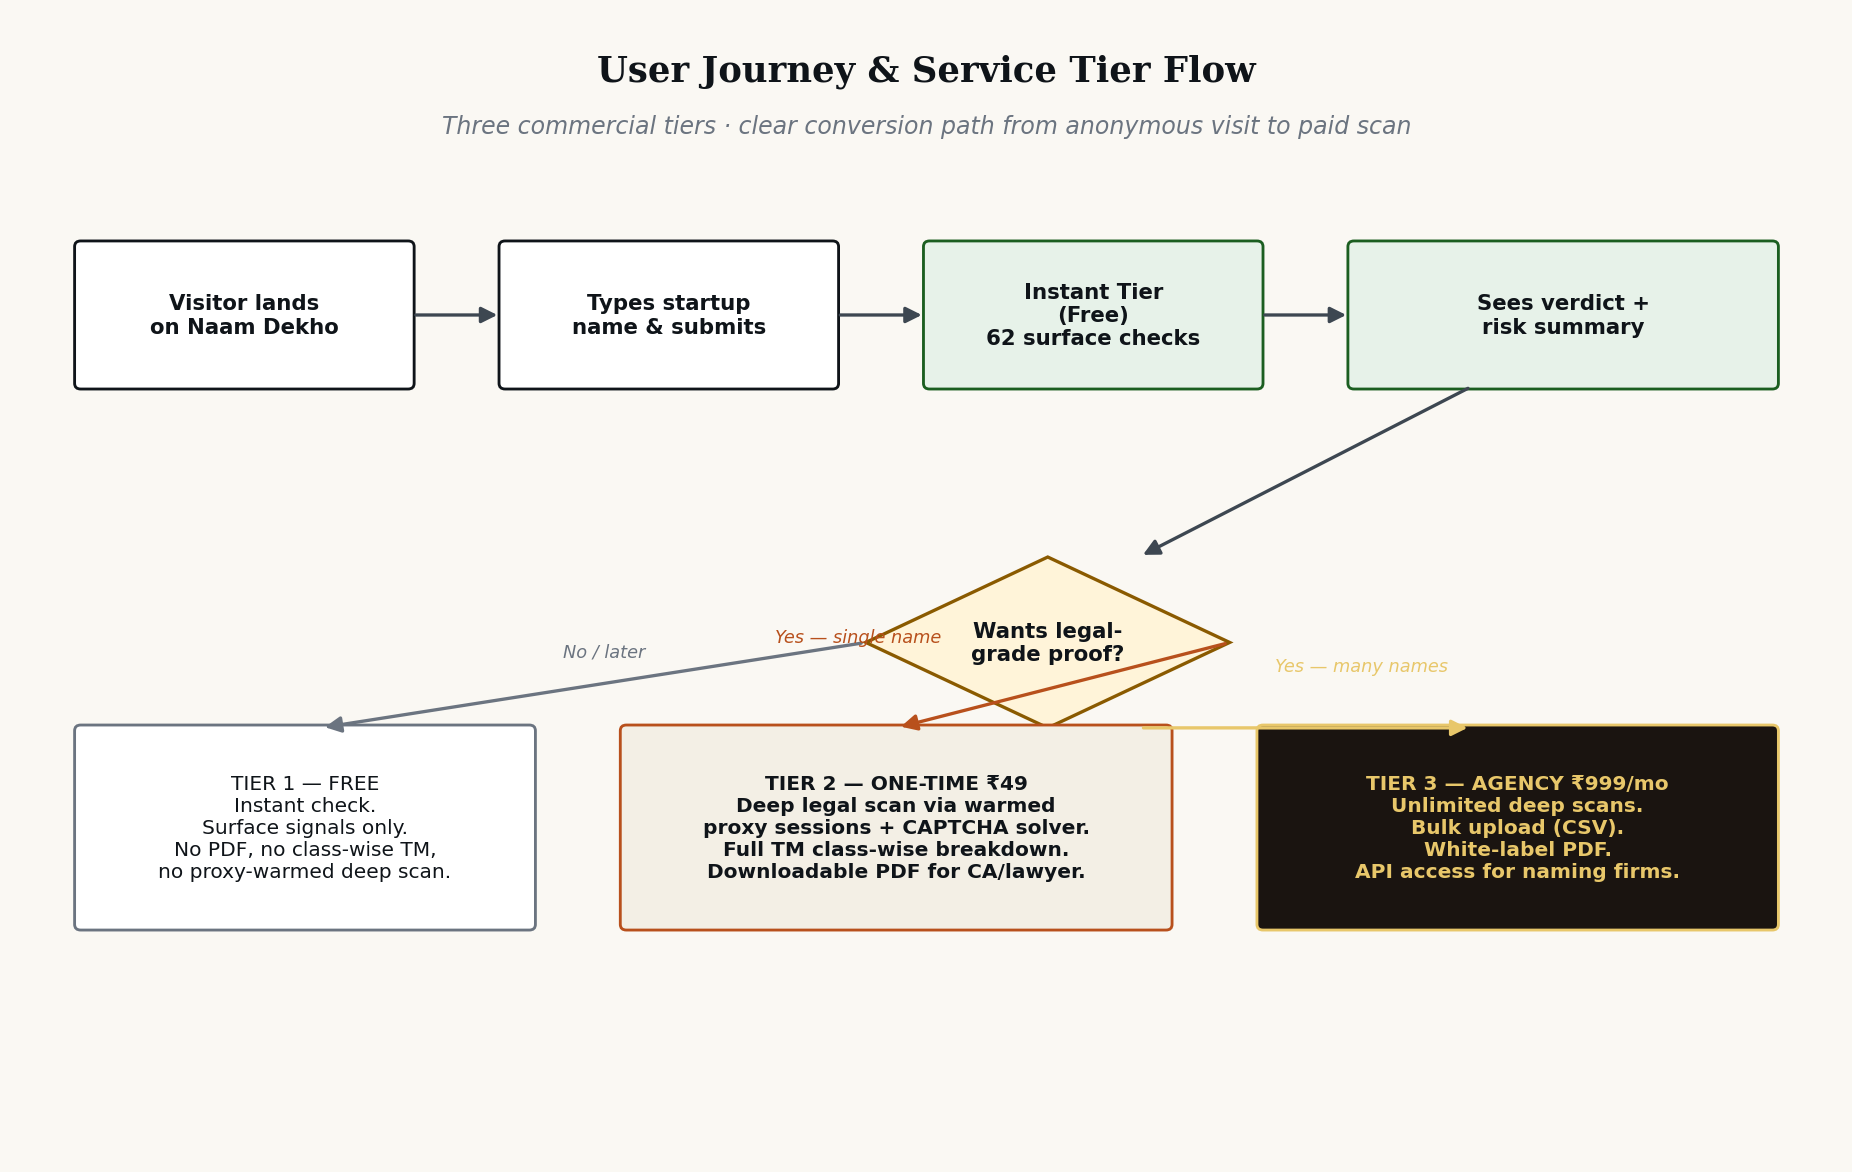 User Journey & Service Tier Flow
Three commercial tiers · clear conversion path from anonymous visit to paid scan
Visitor lands
on Naam Dekho
Types startup
name & submits
Instant Tier
(Free)
62 surface checks
Sees verdict +
risk summary
Wants legal-
grade proof?
No / later
Yes — single name
Yes — many names
TIER 1 — FREE
Instant check.
Surface signals only.
No PDF, no class-wise TM,
no proxy-warmed deep scan.
TIER 2 — ONE-TIME ₹49
Deep legal scan via warmed
proxy sessions + CAPTCHA solver.
Full TM class-wise breakdown.
Downloadable PDF for CA/lawyer.
TIER 3 — AGENCY ₹999/mo
Unlimited deep scans.
Bulk upload (CSV).
White-label PDF.
API access for naming firms.